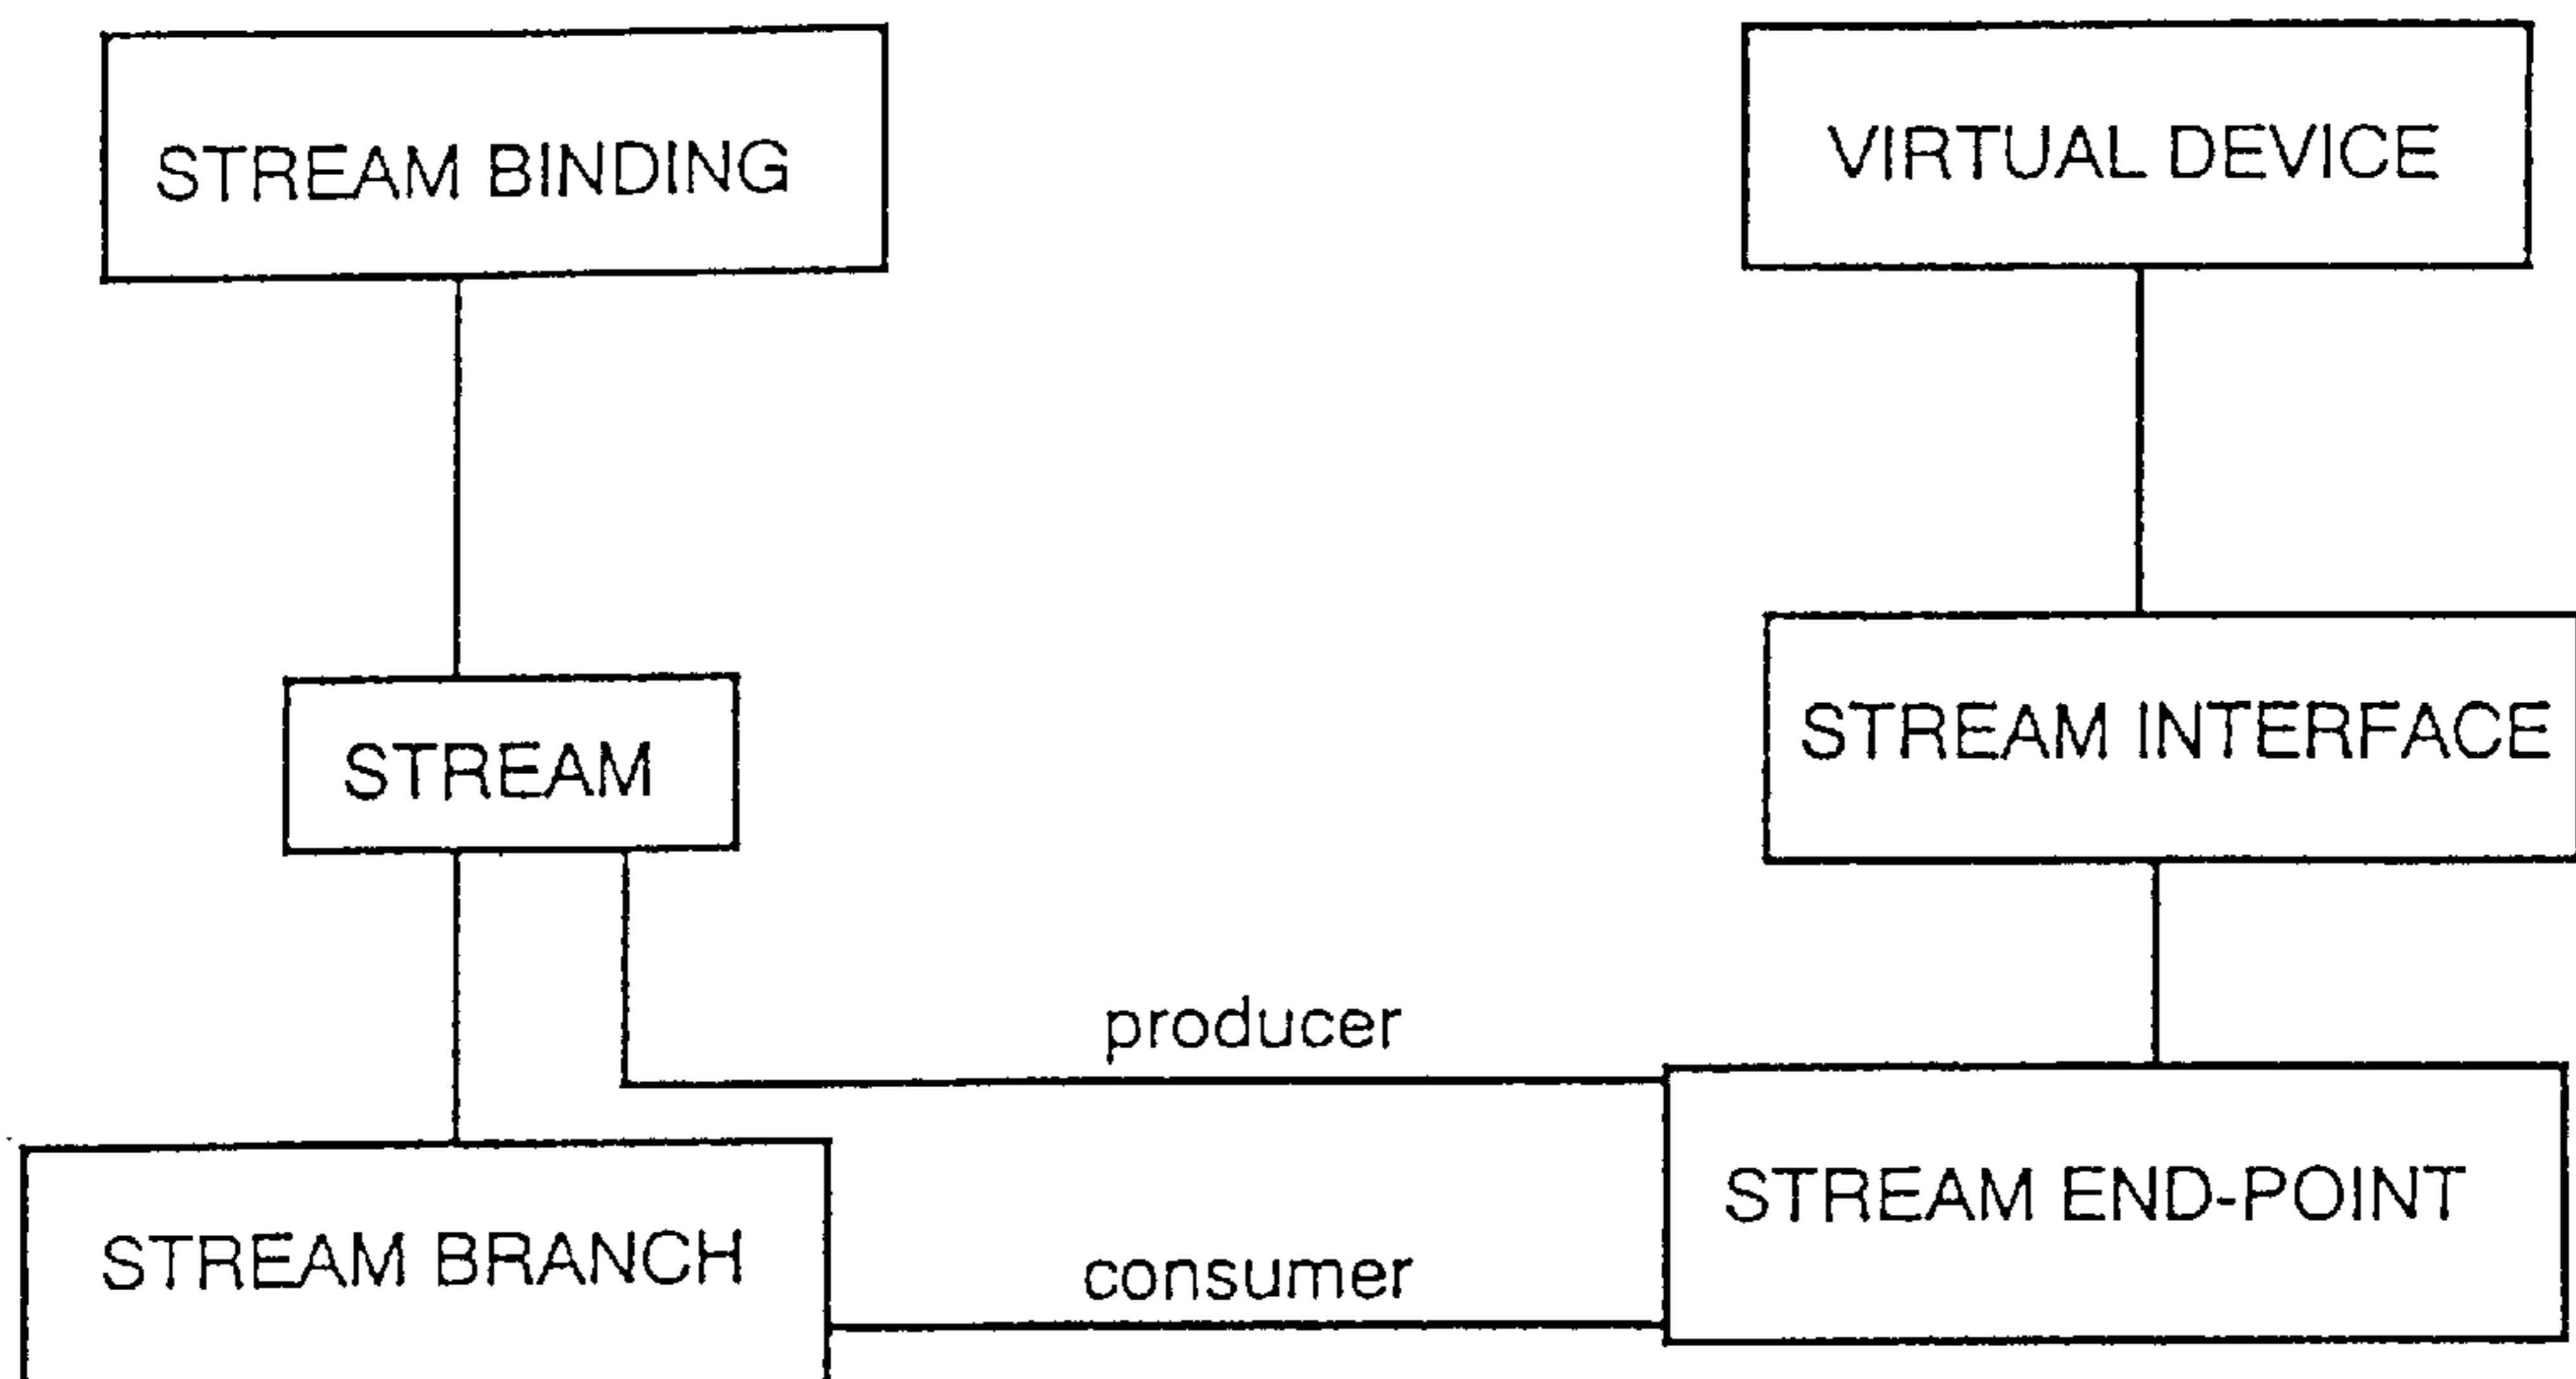 STREAM BINDING
VIRTUAL DEVICE
STREAM
STREAM INTERFACE
producer
STREAM END-POINT
STREAM BRANCH
consumer